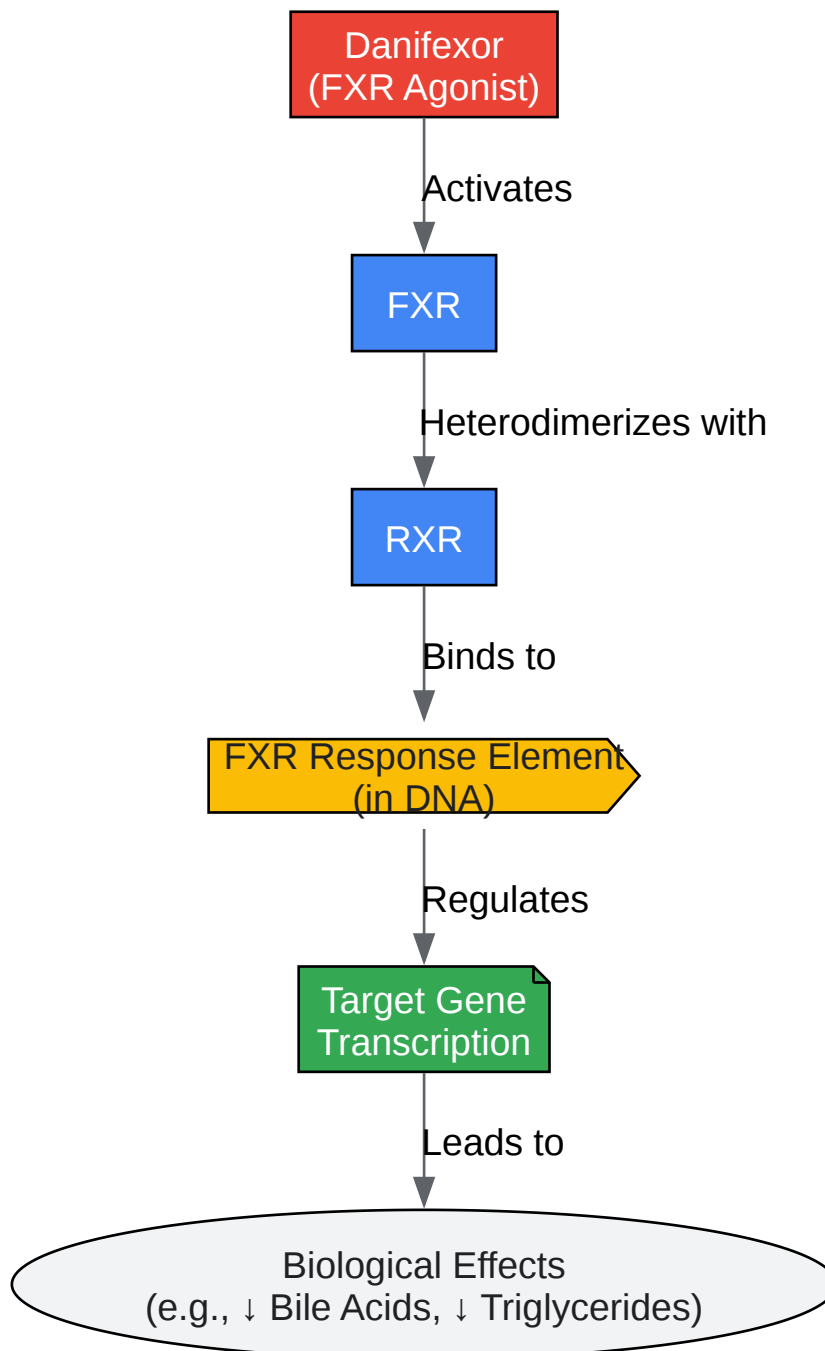 Danifexor
(FXR Agonist)
Activates
FXR
Heterodimerizes with
RXR
Binds to
FXR Response Element
(in DNA)
Regulates
Target Gene
Transcription
Leads to
Biological Effects
(e.g., ↓ Bile Acids, ↓ Triglycerides)